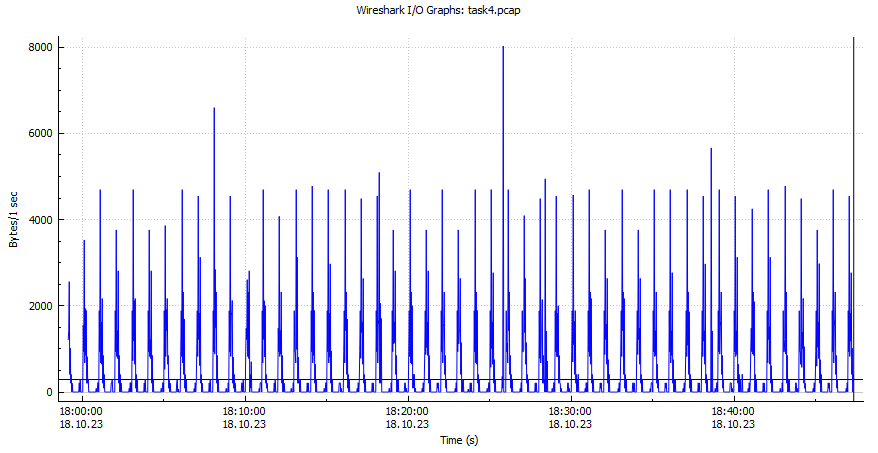 Wireshark I/O Graphs: task4.pcap
8000
6000
4000
2000
0
Bytes/1 sec
18:00:00 18:10:00 18:20:00 18:30:00 18:40:00
18.10.23 18.10.23 18.10.23 18.10.23 18.10.23
Time (s)